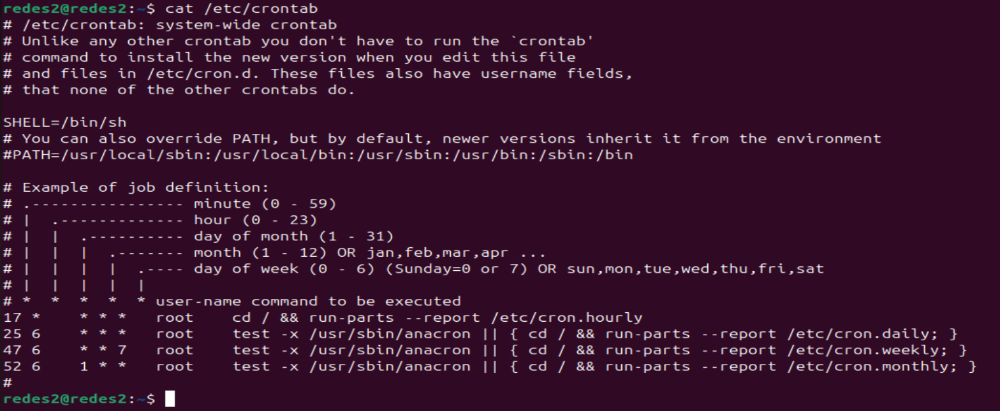 redes2@redes2:~$ cat /etc/crontab
# /etc/crontab: system-wide crontab
# Unlike any other crontab you don't have to run the `crontab'
# command to install the new version when you edit this file
# and files in /etc/cron.d. These files also have username fields,
# that none of the other crontabs do.

SHELL=/bin/sh
# You can also override PATH, but by default, newer versions inherit it from the environment
#PATH=/usr/local/sbin:/usr/local/bin:/usr/sbin:/usr/bin:/sbin:/bin

# Example of job definition:
# .---------------- minute (0 - 59)
# |  .------------- hour (0 - 23)
# |  |  .---------- day of month (1 - 31)
# |  |  |  .------- month (1 - 12) OR jan,feb,mar,apr ...
# |  |  |  |  .---- day of week (0 - 6) (Sunday=0 or 7) OR sun,mon,tue,wed,thu,fri,sat
# |  |  |  |  |
# *  *  *  *  * user-name command to be executed
17 *    * * *   root    cd / && run-parts --report /etc/cron.hourly
25 6    * * *   root    test -x /usr/sbin/anacron || { cd / && run-parts --report /etc/cron.daily; }
47 6    * * 7   root    test -x /usr/sbin/anacron || { cd / && run-parts --report /etc/cron.weekly; }
52 6    1 * *   root    test -x /usr/sbin/anacron || { cd / && run-parts --report /etc/cron.monthly; }
#
redes2@redes2:~$